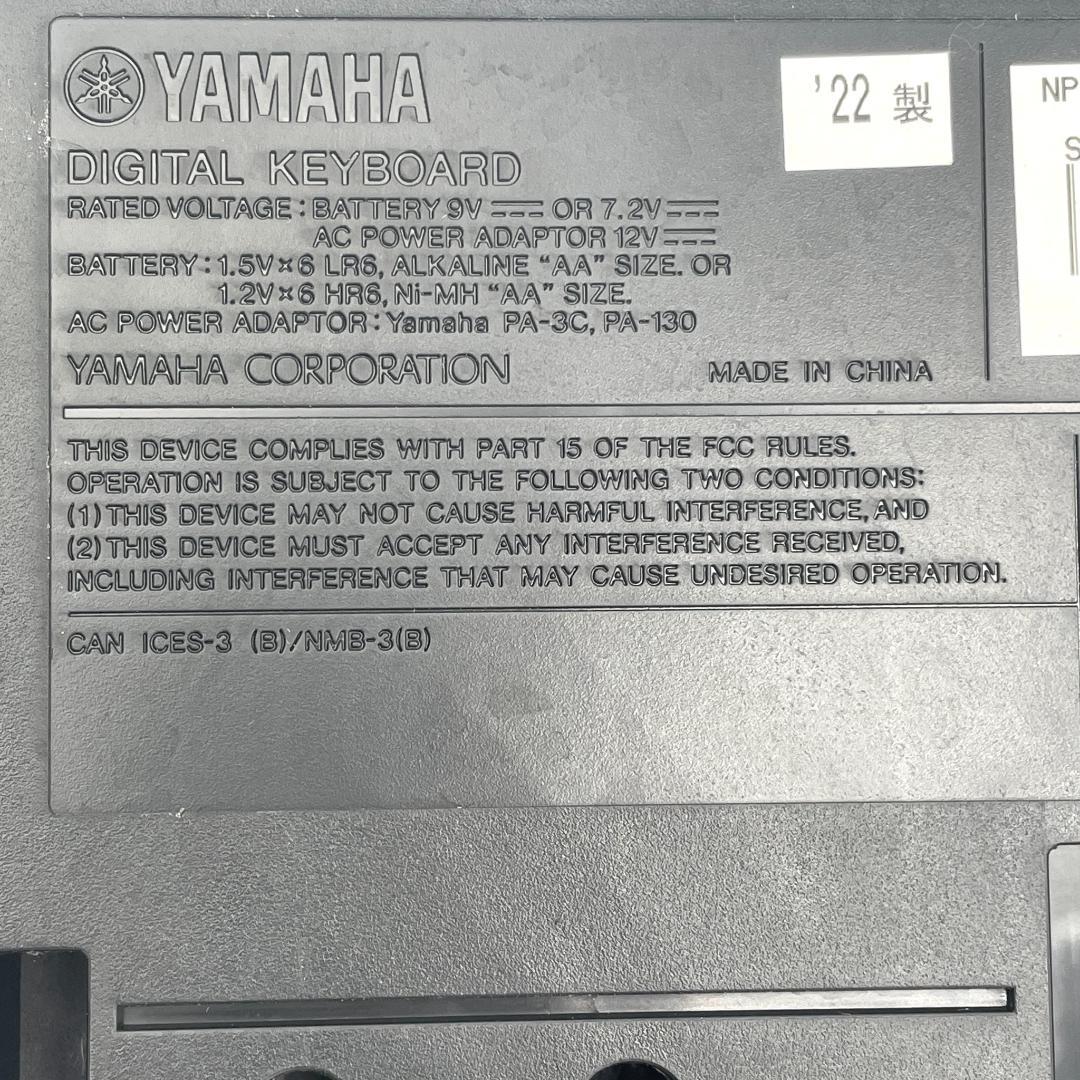 YAMAHA
'22 製
NP
DIGITAL KEYBOARD
RATED VOLTAGE : BATTERY 9V ⎓ OR 7.2V ⎓
AC POWER ADAPTOR 12V ⎓
BATTERY : 1.5V×6 LR6, ALKALINE “AA” SIZE. OR
1.2V×6 HR6, Ni-MH “AA” SIZE.
AC POWER ADAPTOR : Yamaha PA-3C, PA-130
YAMAHA CORPORATION
MADE IN CHINA
THIS DEVICE COMPLIES WITH PART 15 OF THE FCC RULES.
OPERATION IS SUBJECT TO THE FOLLOWING TWO CONDITIONS:
(1) THIS DEVICE MAY NOT CAUSE HARMFUL INTERFERENCE, AND
(2) THIS DEVICE MUST ACCEPT ANY INTERFERENCE RECEIVED,
INCLUDING INTERFERENCE THAT MAY CAUSE UNDESIRED OPERATION.
CAN ICES-3 (B)/NMB-3(B)